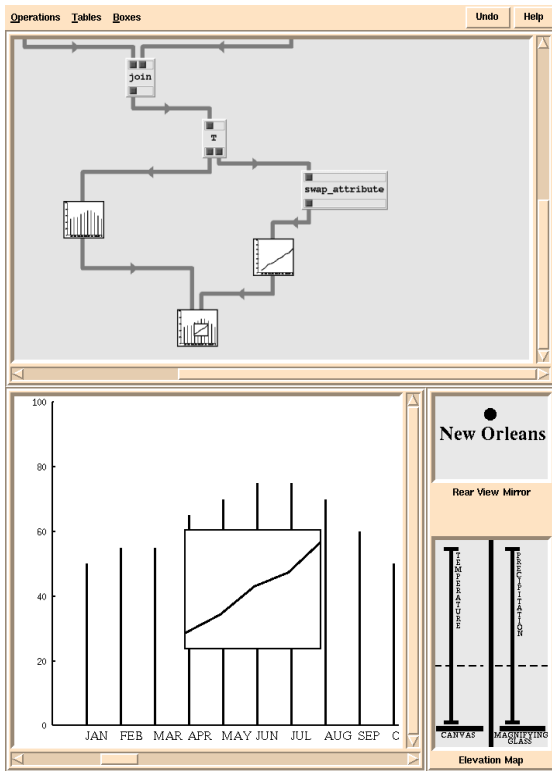 Operations Tables Boxes Undo Help
join
T
swap_attribute
100
80
60
40
20
0
JAN FEB MAR APR MAY JUN JUL AUG SEP O
New Orleans
Rear View Mirror
TEMPERATURE
PRECIPITATION
CANVAS
MAGNIFYING
GLASS
Elevation Map